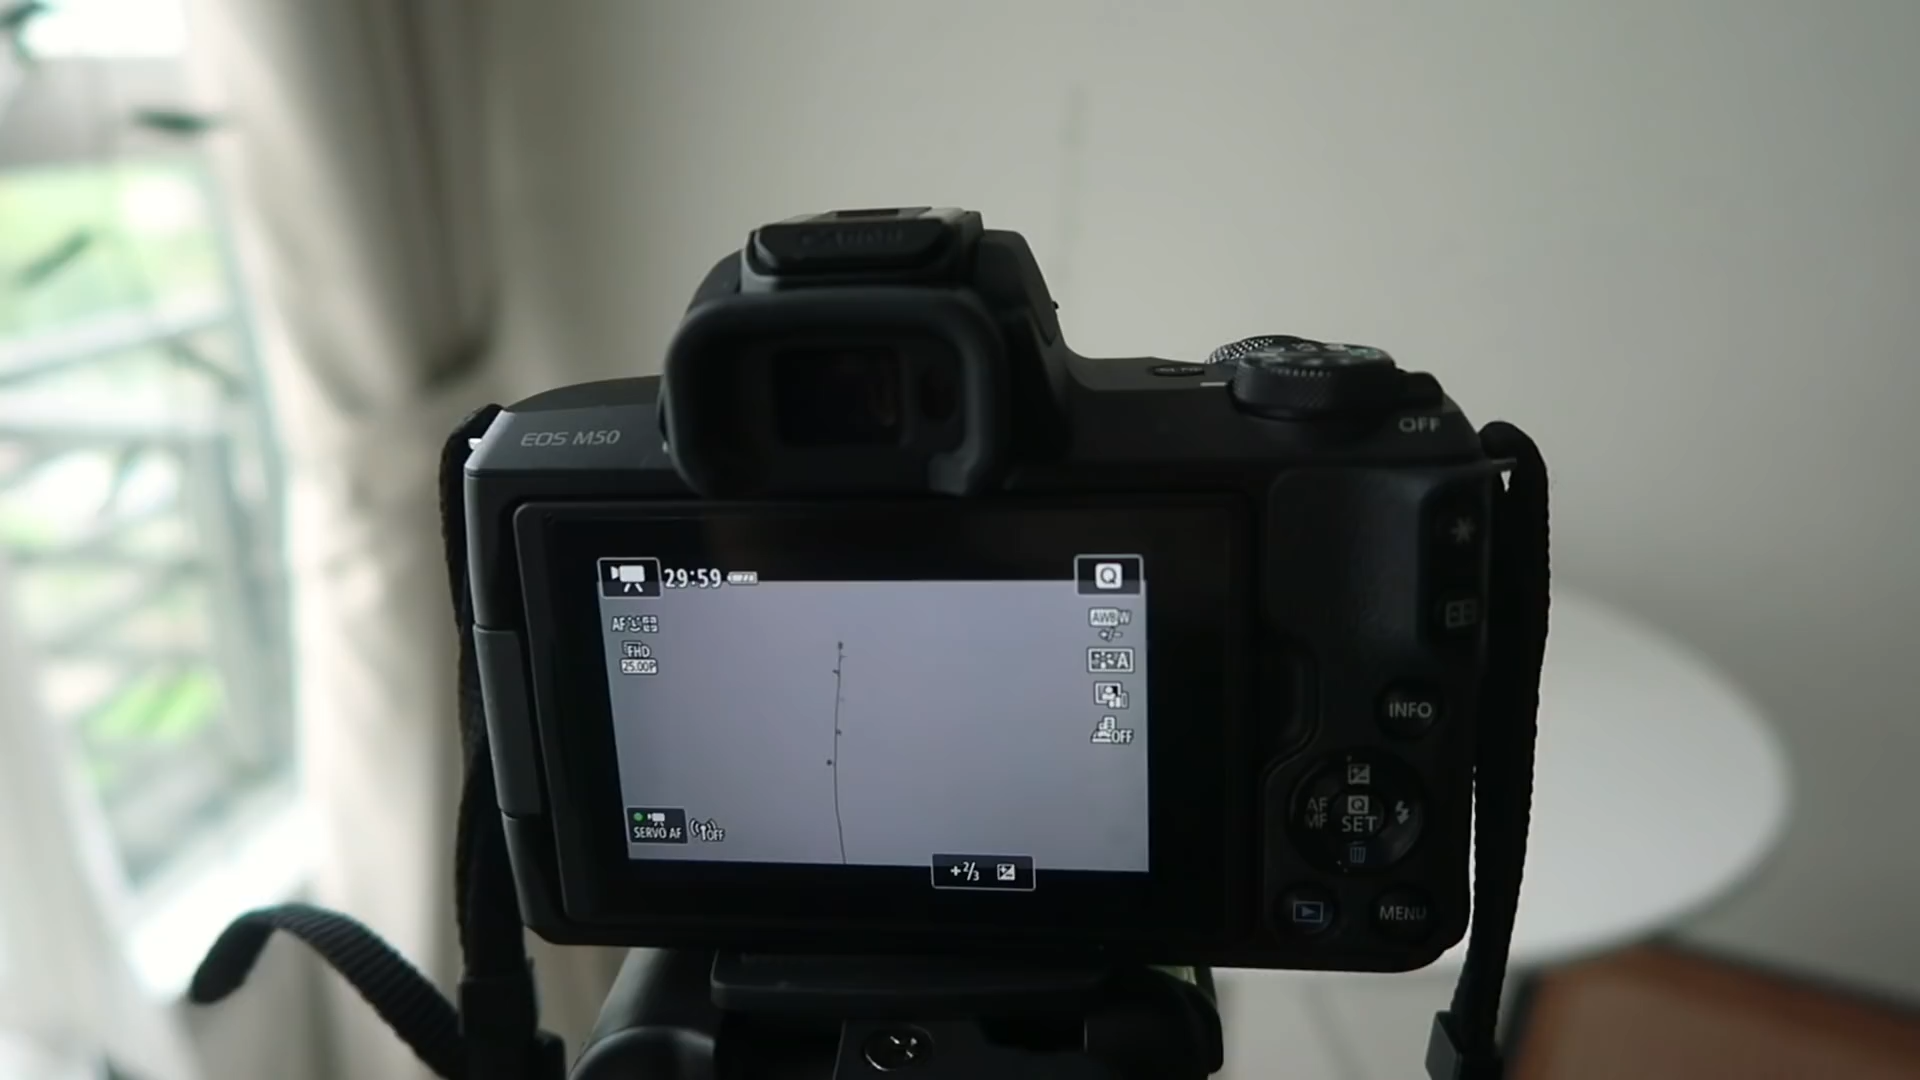 EOS M50
OFF
29:59
Q
AF
FHD
25.00P
AWB W
+/-
A
OFF
SERVO AF
OFF
+2/3
INFO
AF
MF
Q
SET
MENU